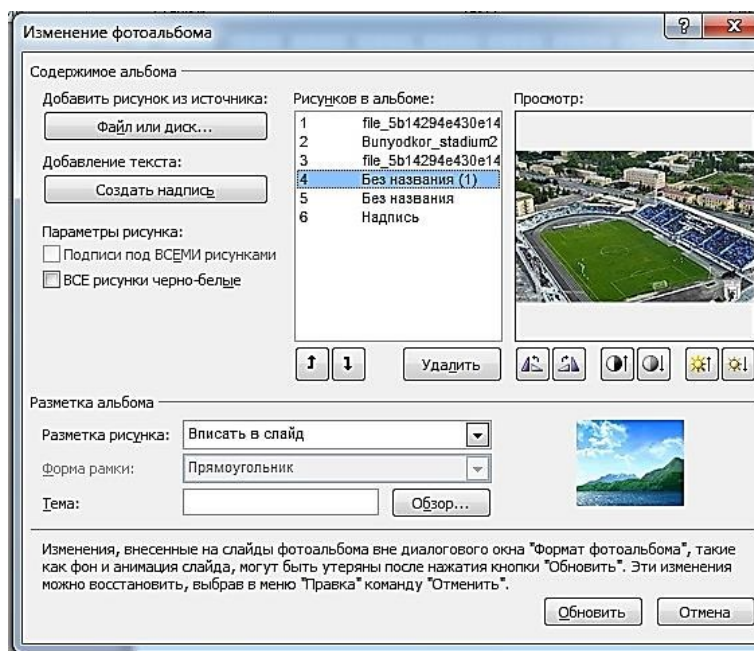 Изменение фотоальбома
Содержимое альбома
Добавить рисунок из источника:
Файл или диск...
Добавление текста:
Создать надпись
Параметры рисунка:
Подписи под ВСЕМИ рисунками
ВСЕ рисунки черно-белые
Рисунков в альбоме:
1 file_5b14294e430e14
2 Bunyodkor_stadium2
3 file_5b14294e430e14
4 Без названия (1)
5 Без названия
6 Надпись
Удалить
Просмотр:
Разметка альбома
Разметка рисунка: Вписать в слайд
Форма рамки: Прямоугольник
Тема:
Обзор...
Изменения, внесенные на слайды фотоальбома вне диалогового окна "Формат фотоальбома", такие
как фон и анимация слайда, могут быть утеряны после нажатия кнопки "Обновить". Эти изменения
можно восстановить, выбрав в меню "Правка" команду "Отменить".
Обновить
Отмена